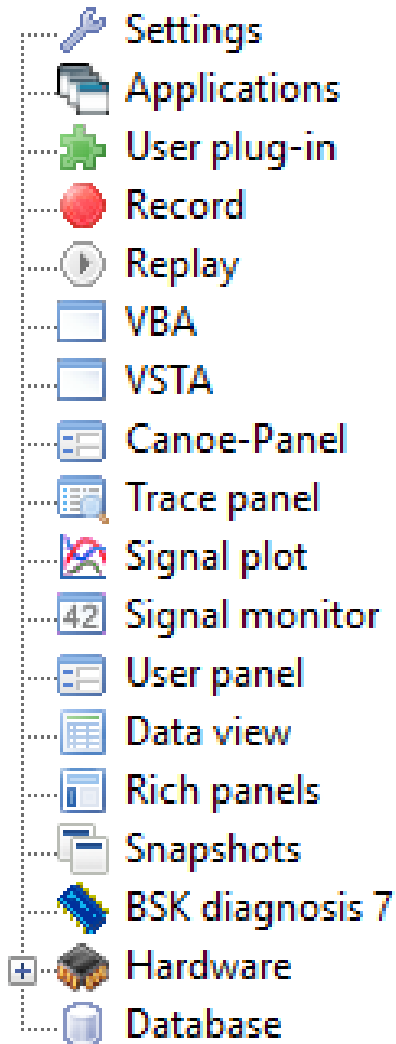 Settings
Applications
User plug-in
Record
Replay
VBA
VSTA
Canoe-Panel
Trace panel
Signal plot
42 Signal monitor
User panel
Data view
Rich panels
Snapshots
BSK diagnosis 7
Hardware
Database